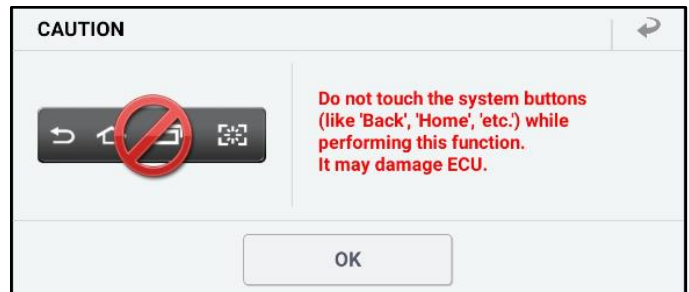 CAUTION
Do not touch the system buttons
(like 'Back', 'Home', 'etc.') while
performing this function.
It may damage ECU.
OK